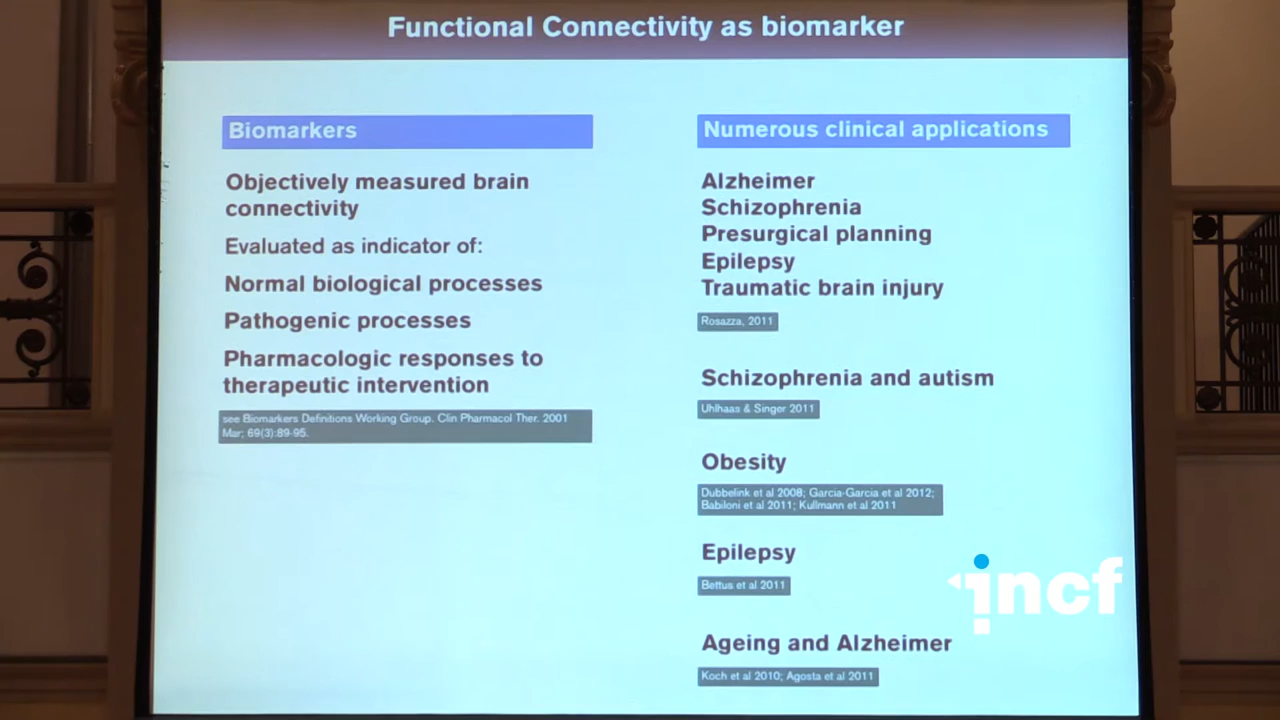 Functional Connectivity as biomarker
Biomarkers
Objectively measured brain
connectivity
Evaluated as indicator of:
Normal biological processes
Pathogenic processes
Pharmacologic responses to
therapeutic intervention
see Biomarkers Definitions Working Group. Clin Pharmacol Ther. 2001
Mar; 69(3):89-95.
Numerous clinical applications
Alzheimer
Schizophrenia
Presurgical planning
Epilepsy
Traumatic brain injury
Rosazza, 2011
Schizophrenia and autism
Uhlhaas & Singer 2011
Obesity
Dubbelink et al 2008; Garcia-Garcia et al 2012;
Babiloni et al 2011; Kullmann et al 2011
Epilepsy
Bettus et al 2011
Ageing and Alzheimer
Koch et al 2010; Agosta et al 2011
incf